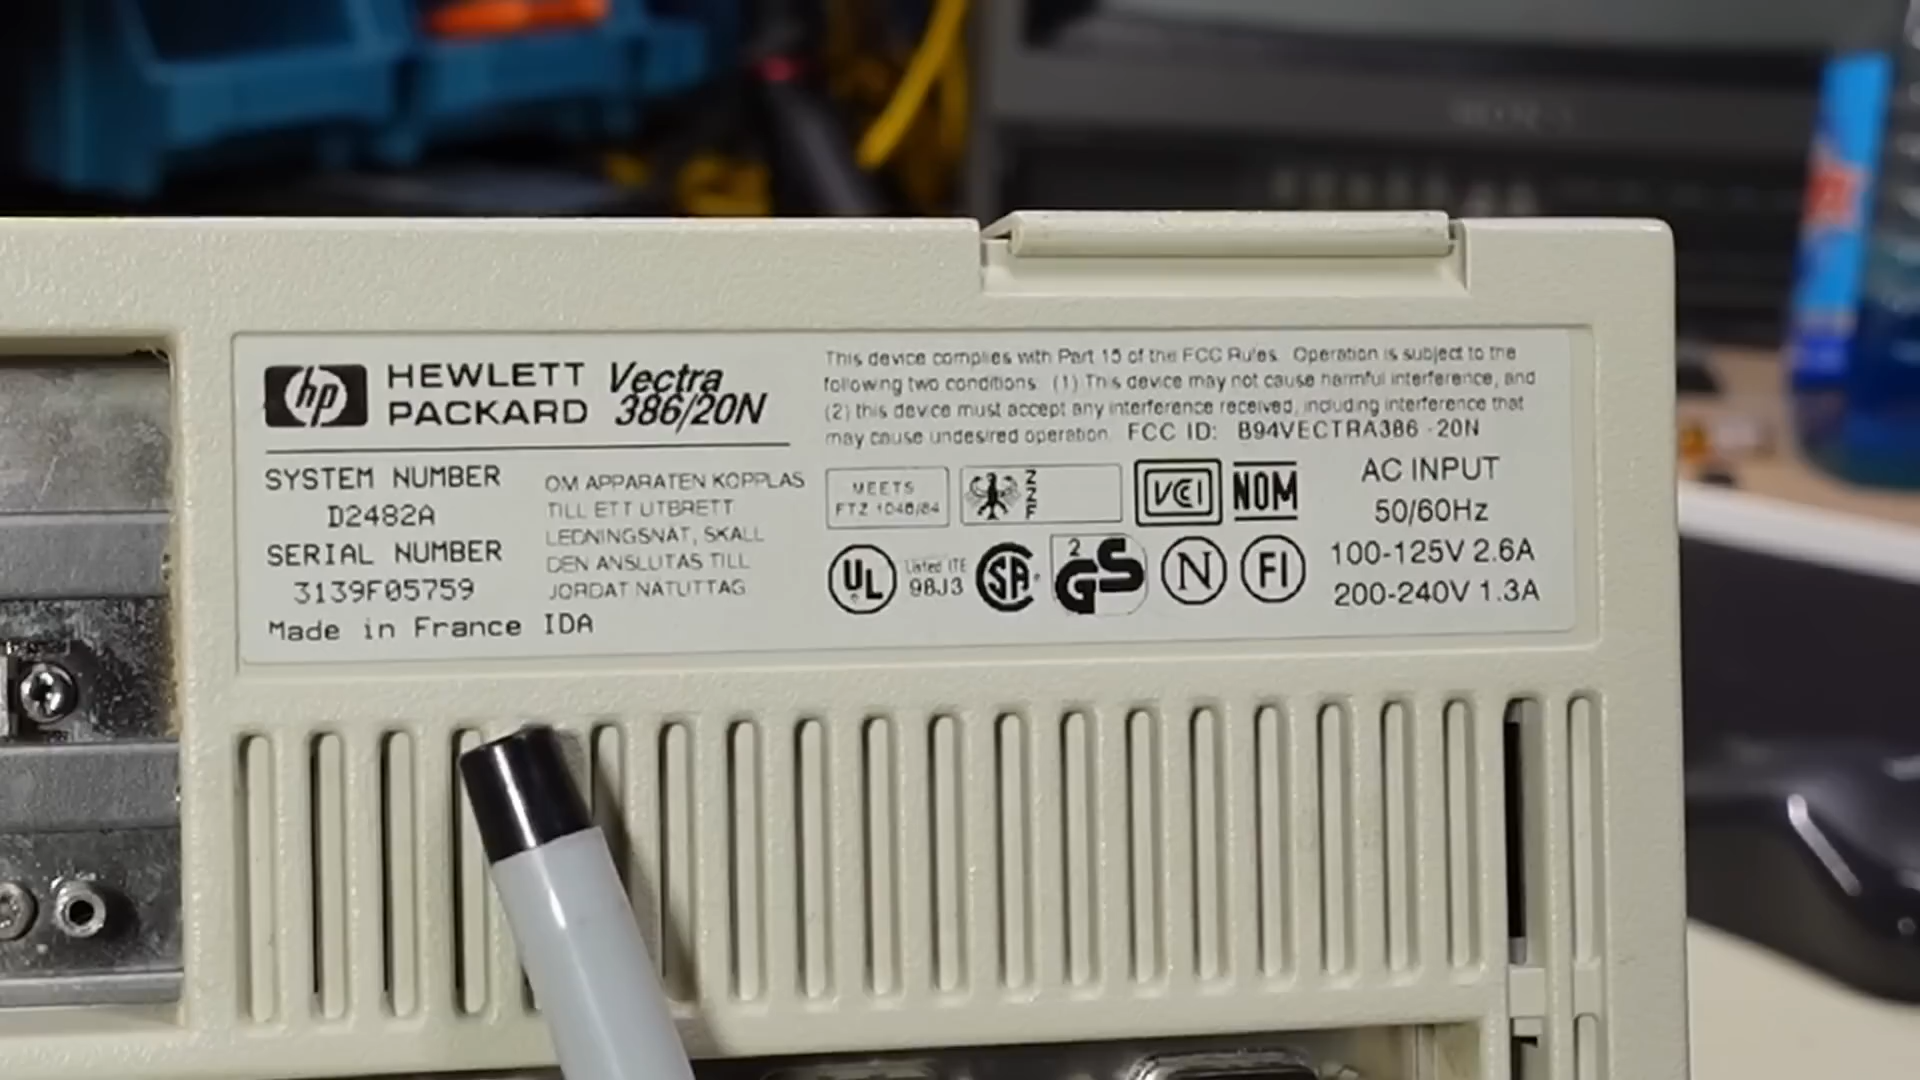 hp HEWLETT PACKARD Vectra 386/20N
SYSTEM NUMBER
D2482A
SERIAL NUMBER
3139F05759
Made in France IDA
OM APPARATEN KOPPLAS
TILL ETT UTBRETT
LEDNINGSNÄT, SKALL
DEN ANSLUTAS TILL
JORDAT NATUTTAG
This device complies with Part 15 of the FCC Rules. Operation is subject to the
following two conditions: (1) This device may not cause harmful interference, and
(2) this device must accept any interference received, including interference that
may cause undesired operation. FCC ID: B94VECTRA386-20N
MEETS
FTZ 1046/84
ZZF
VCI
NOM
UL
Listed ITE
98J3
SA
2
GS
N
FI
AC INPUT
50/60Hz
100-125V 2.6A
200-240V 1.3A